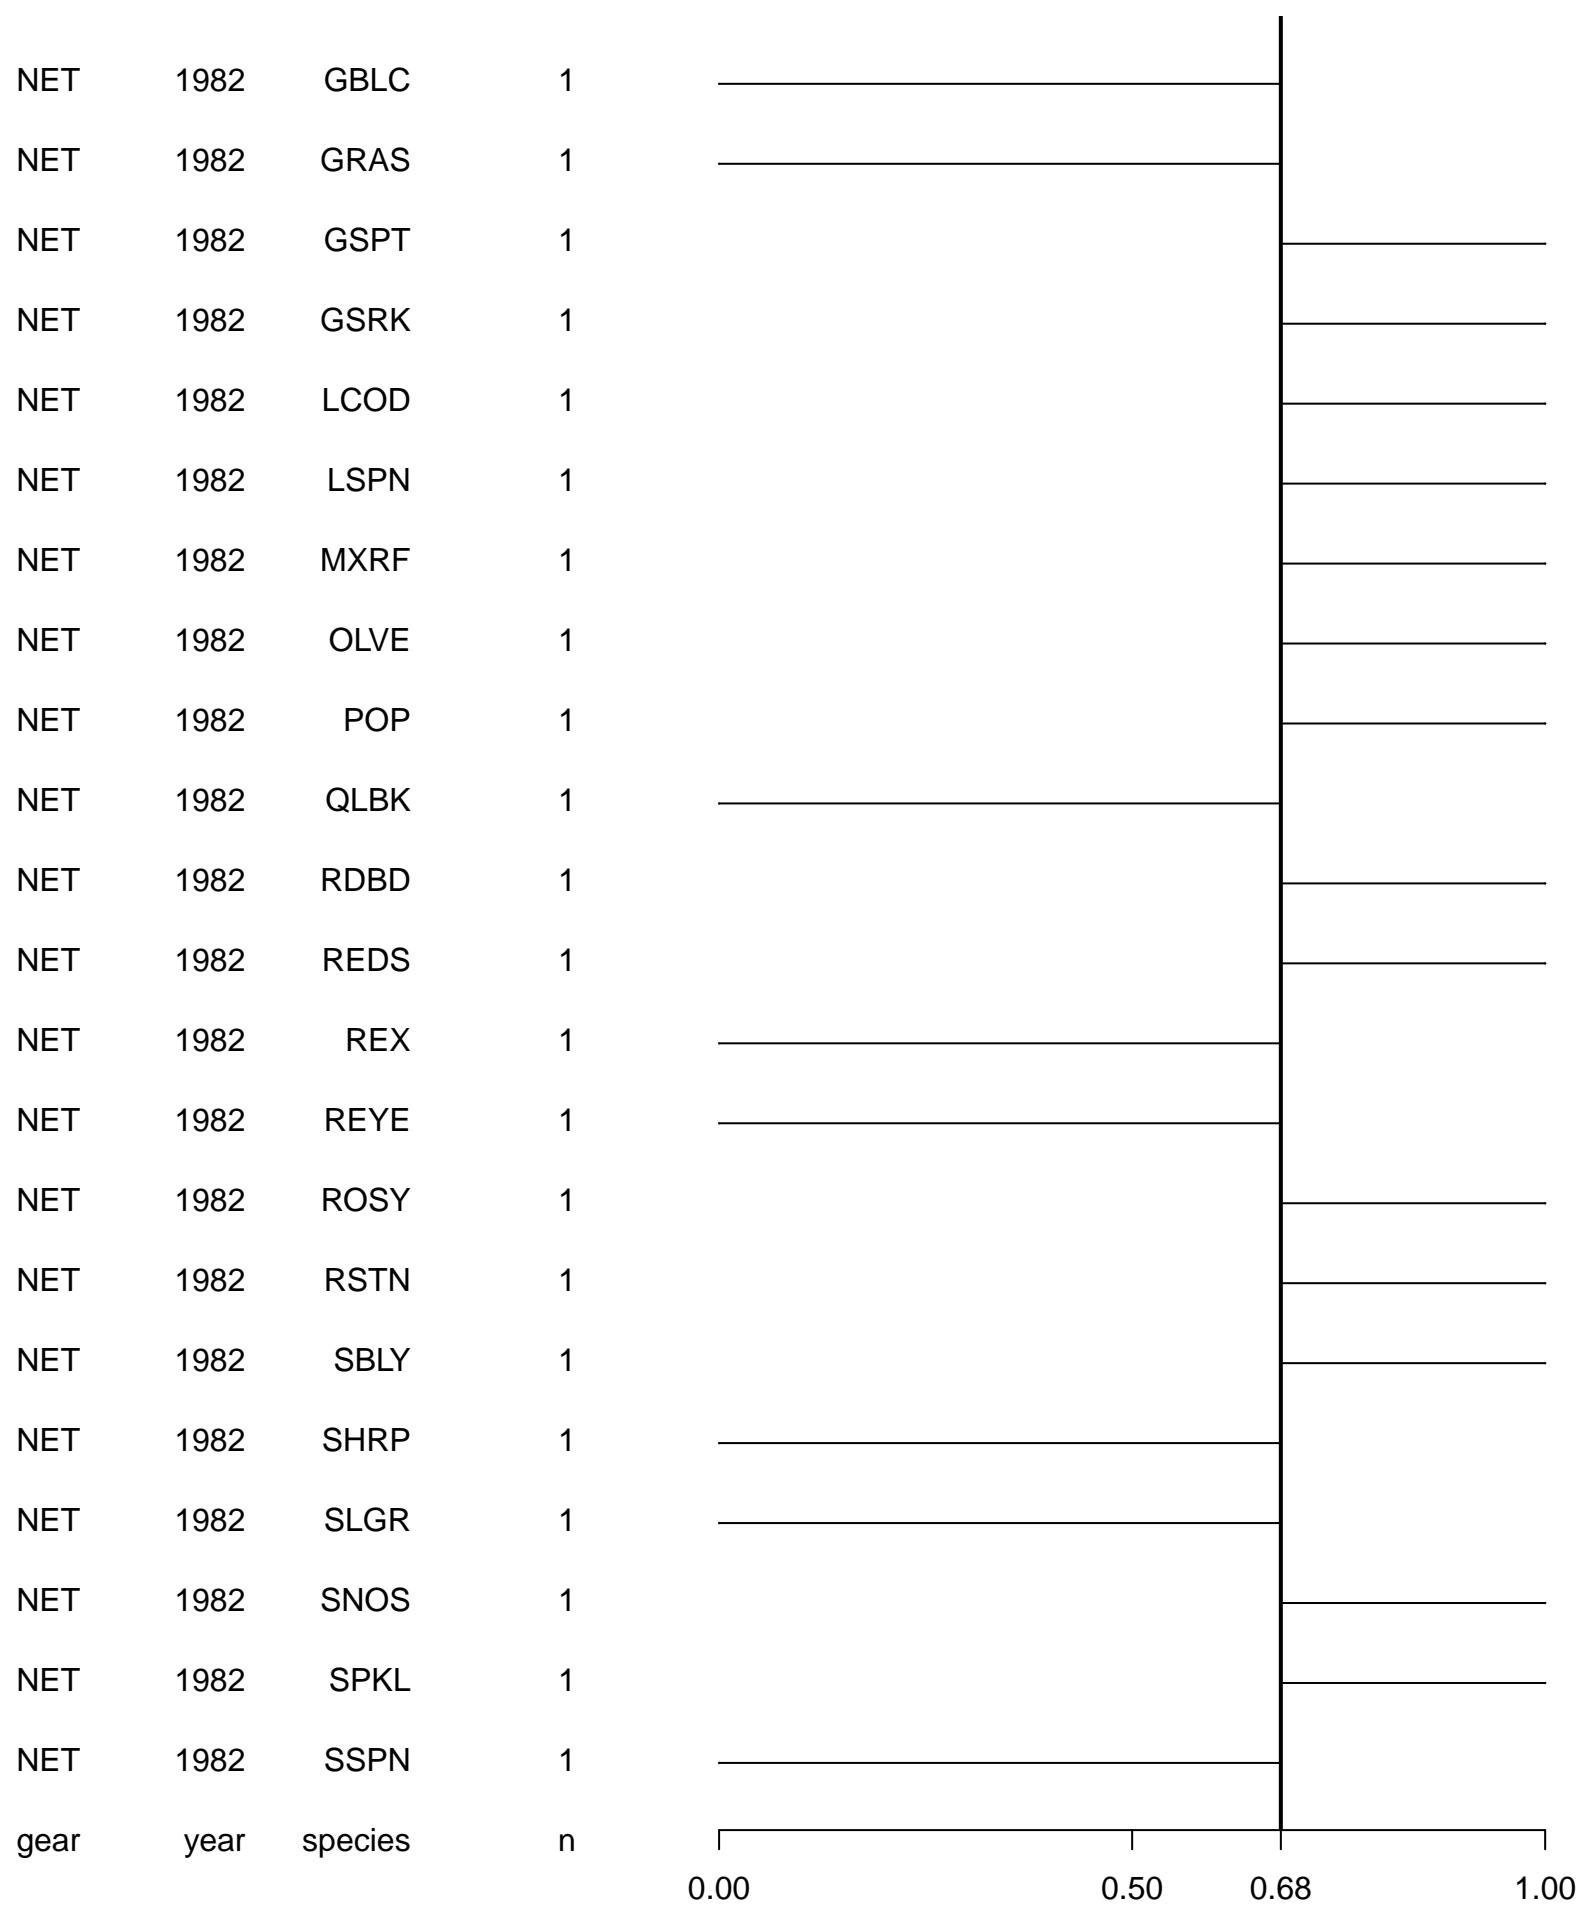 NET 1982 GBLC 1
NET 1982 GRAS 1
NET 1982 GSPT 1
NET 1982 GSRK 1
NET 1982 LCOD 1
NET 1982 LSPN 1
NET 1982 MXRF 1
NET 1982 OLVE 1
NET 1982 POP 1
NET 1982 QLBK 1
NET 1982 RDBD 1
NET 1982 REDS 1
NET 1982 REX 1
NET 1982 REYE 1
NET 1982 ROSY 1
NET 1982 RSTN 1
NET 1982 SBLY 1
NET 1982 SHRP 1
NET 1982 SLGR 1
NET 1982 SNOS 1
NET 1982 SPKL 1
NET 1982 SSPN 1
gear year species n
0.00 0.50 0.68 1.00